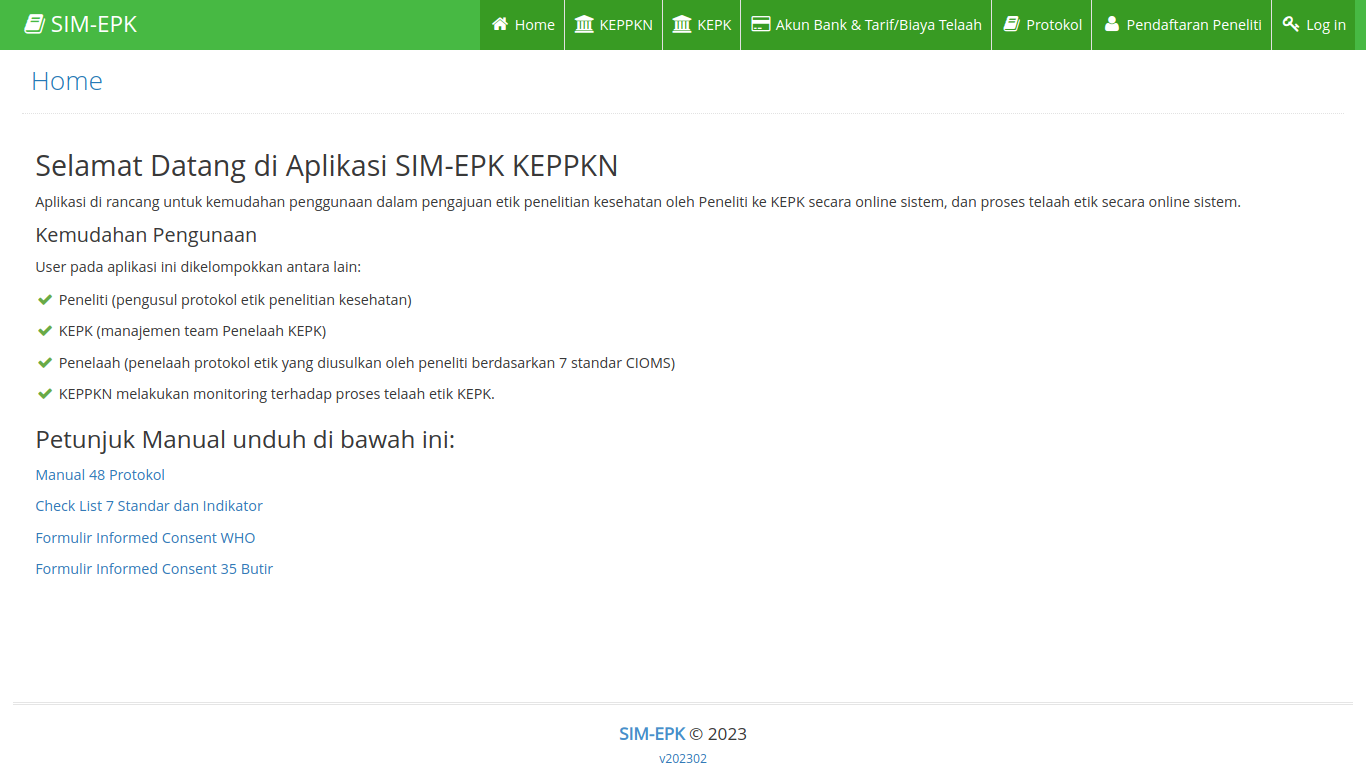 SIM-EPK
Home
KEPPKN
KEPK
Akun Bank & Tarif/Biaya Telaah
Protokol
Pendaftaran Peneliti
Log in
Home
Selamat Datang di Aplikasi SIM-EPK KEPPKN
Aplikasi di rancang untuk kemudahan penggunaan dalam pengajuan etik penelitian kesehatan oleh Peneliti ke KEPK secara online sistem, dan proses telaah etik secara online sistem.
Kemudahan Pengunaan
User pada aplikasi ini dikelompokkan antara lain:
Peneliti (pengusul protokol etik penelitian kesehatan)
KEPK (manajemen team Penelaah KEPK)
Penelaah (penelaah protokol etik yang diusulkan oleh peneliti berdasarkan 7 standar CIOMS)
KEPPKN melakukan monitoring terhadap proses telaah etik KEPK.
Petunjuk Manual unduh di bawah ini:
Manual 48 Protokol
Check List 7 Standar dan Indikator
Formulir Informed Consent WHO
Formulir Informed Consent 35 Butir
SIM-EPK © 2023
v202302